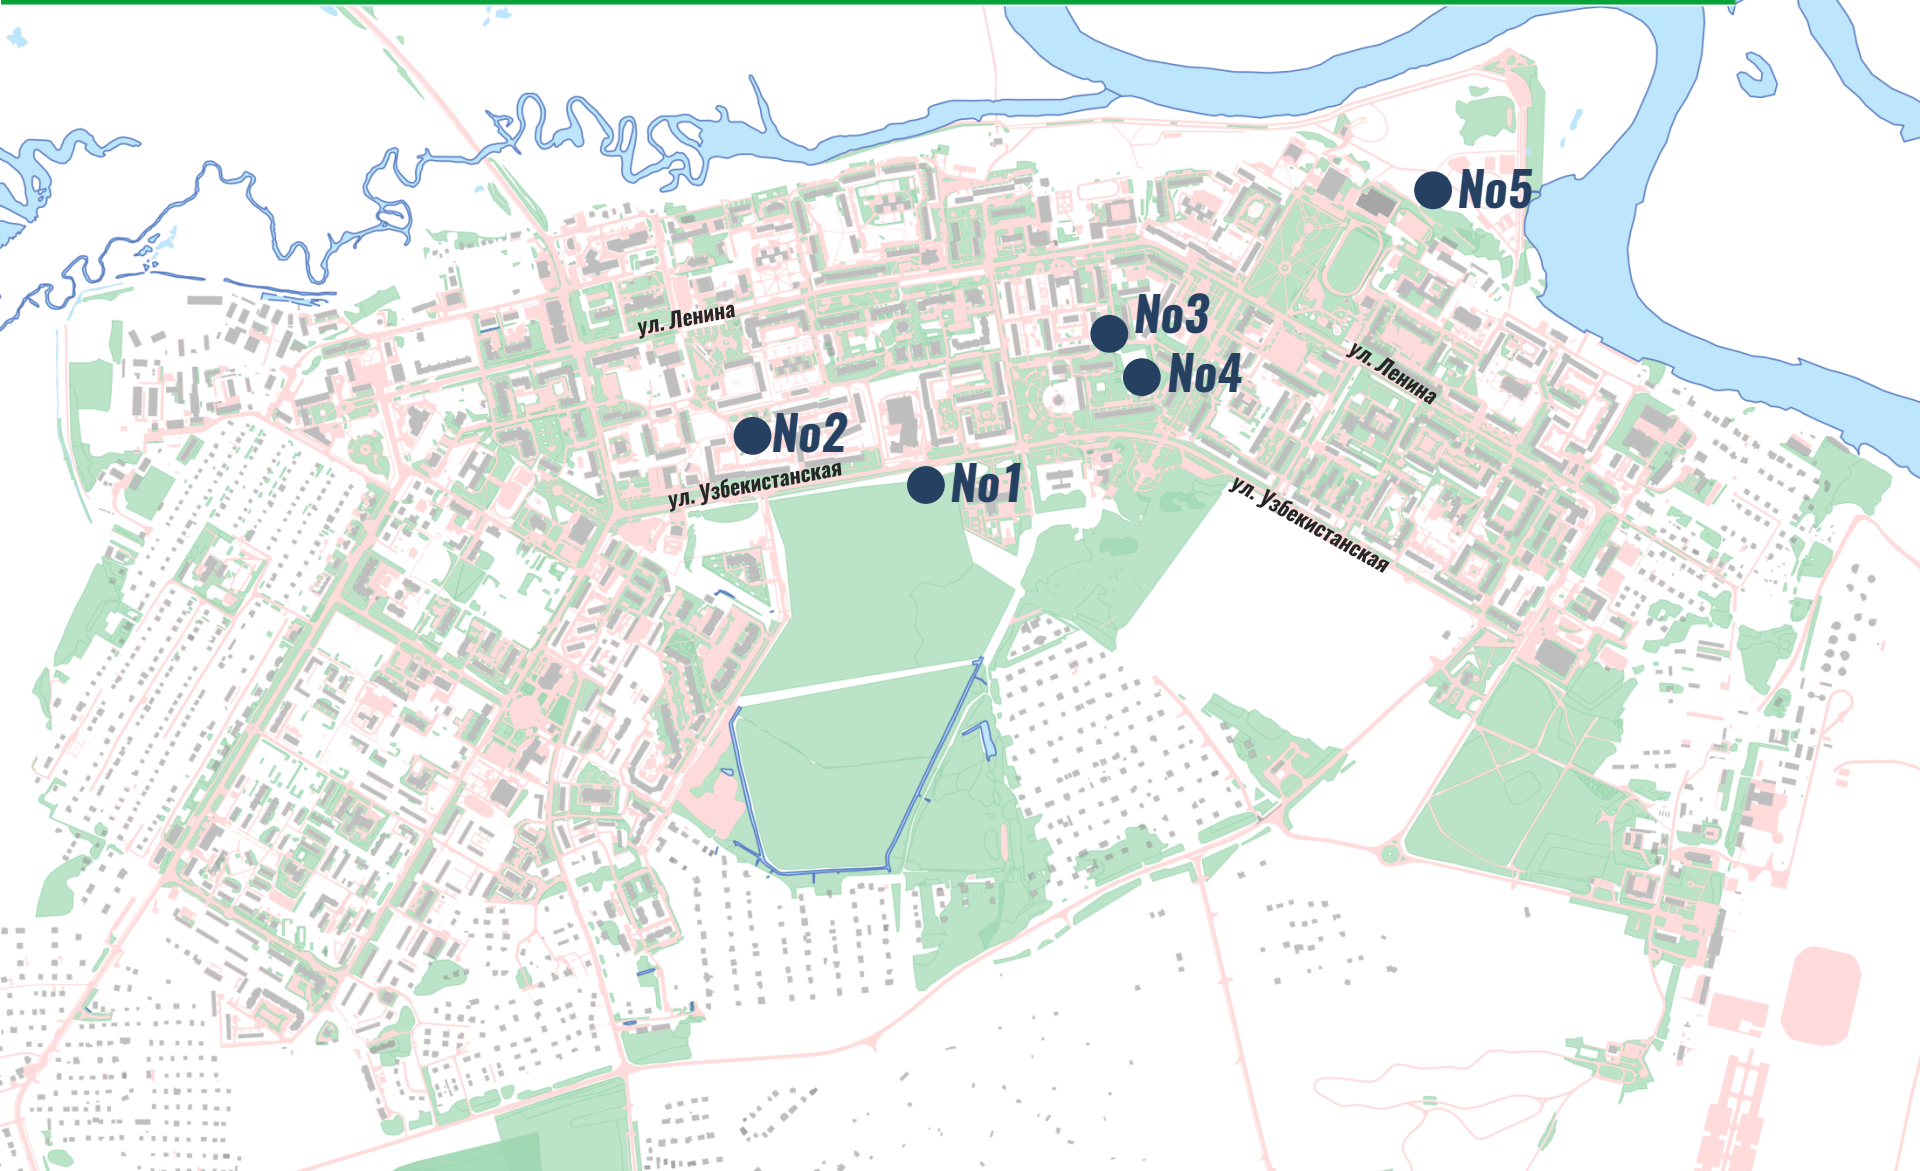 No5
No3
ул. Ленина
ул. Ленина
No4
No2
ул. Узбекистанская
No1
ул. Узбекистанская